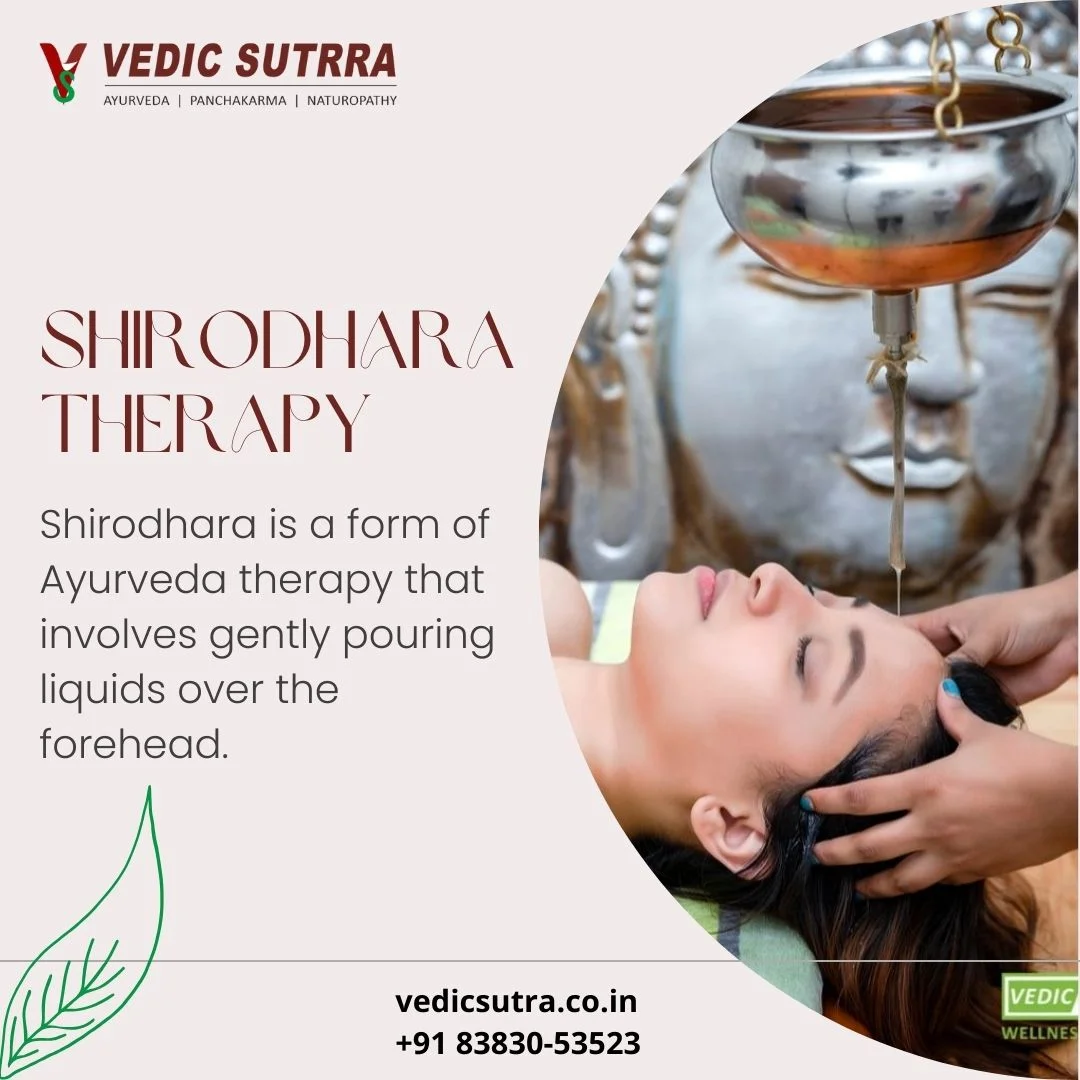 VEDIC SUTRRA
AYURVEDA | PANCHAKARMA | NATUROPATHY
SHIRODHARA
THERAPY
Shirodhara is a form of
Ayurveda therapy that
involves gently pouring
liquids over the
forehead.
vedicsutra.co.in
+91 83830-53523
VEDIC
WELLNES